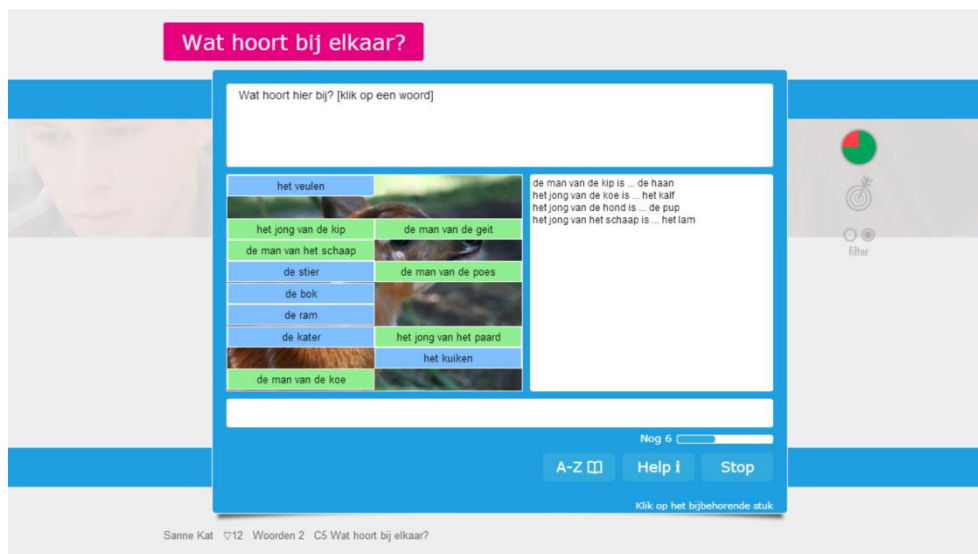 Wat hoort bij elkaar?
Wat hoort hier bij? [klik op een woord]
het veulen
het jong van de kip
de man van de geit
de man van het schaap
de stier
de man van de poes
de bok
de ram
de kater
het jong van het paard
het kuiken
de man van de koe
de man van de kip is ... de haan
het jong van de koe is ... het kalf
het jong van de hond is ... de pup
het jong van het schaap is ... het lam
filter
Nog 6
A-Z
Help i
Stop
Klik op het bijbehorende stuk
Sanne Kat ♡12 Woorden 2 C5 Wat hoort bij elkaar?